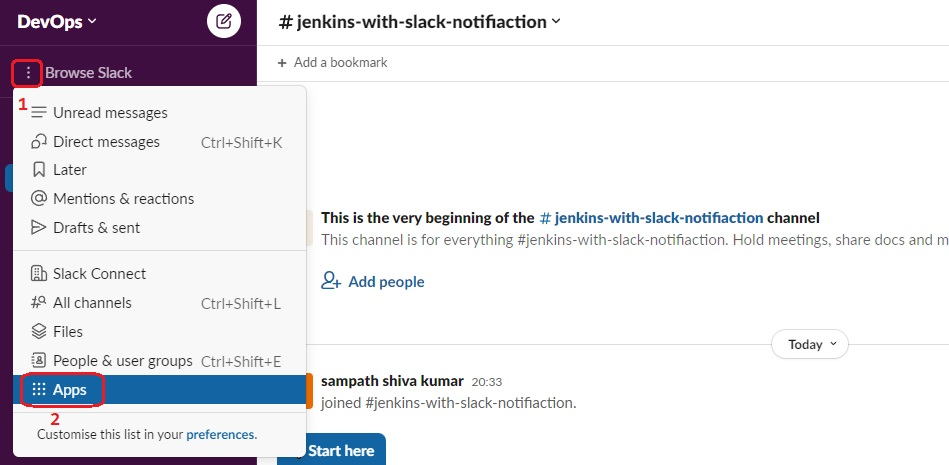 DevOps
# jenkins-with-slack-notifiaction
Browse Slack
+ Add a bookmark
1
Unread messages
Direct messages Ctrl+Shift+K
Later
Mentions & reactions
Drafts & sent
Slack Connect
All channels Ctrl+Shift+L
Files
People & user groups Ctrl+Shift+E
Apps
2
Customise this list in your preferences.
This is the very beginning of the # jenkins-with-slack-notifiaction channel
This channel is for everything #jenkins-with-slack-notifiaction. Hold meetings, share docs and m
Add people
Today
sampath shiva kumar 20:33
joined #jenkins-with-slack-notifiaction.
Start here